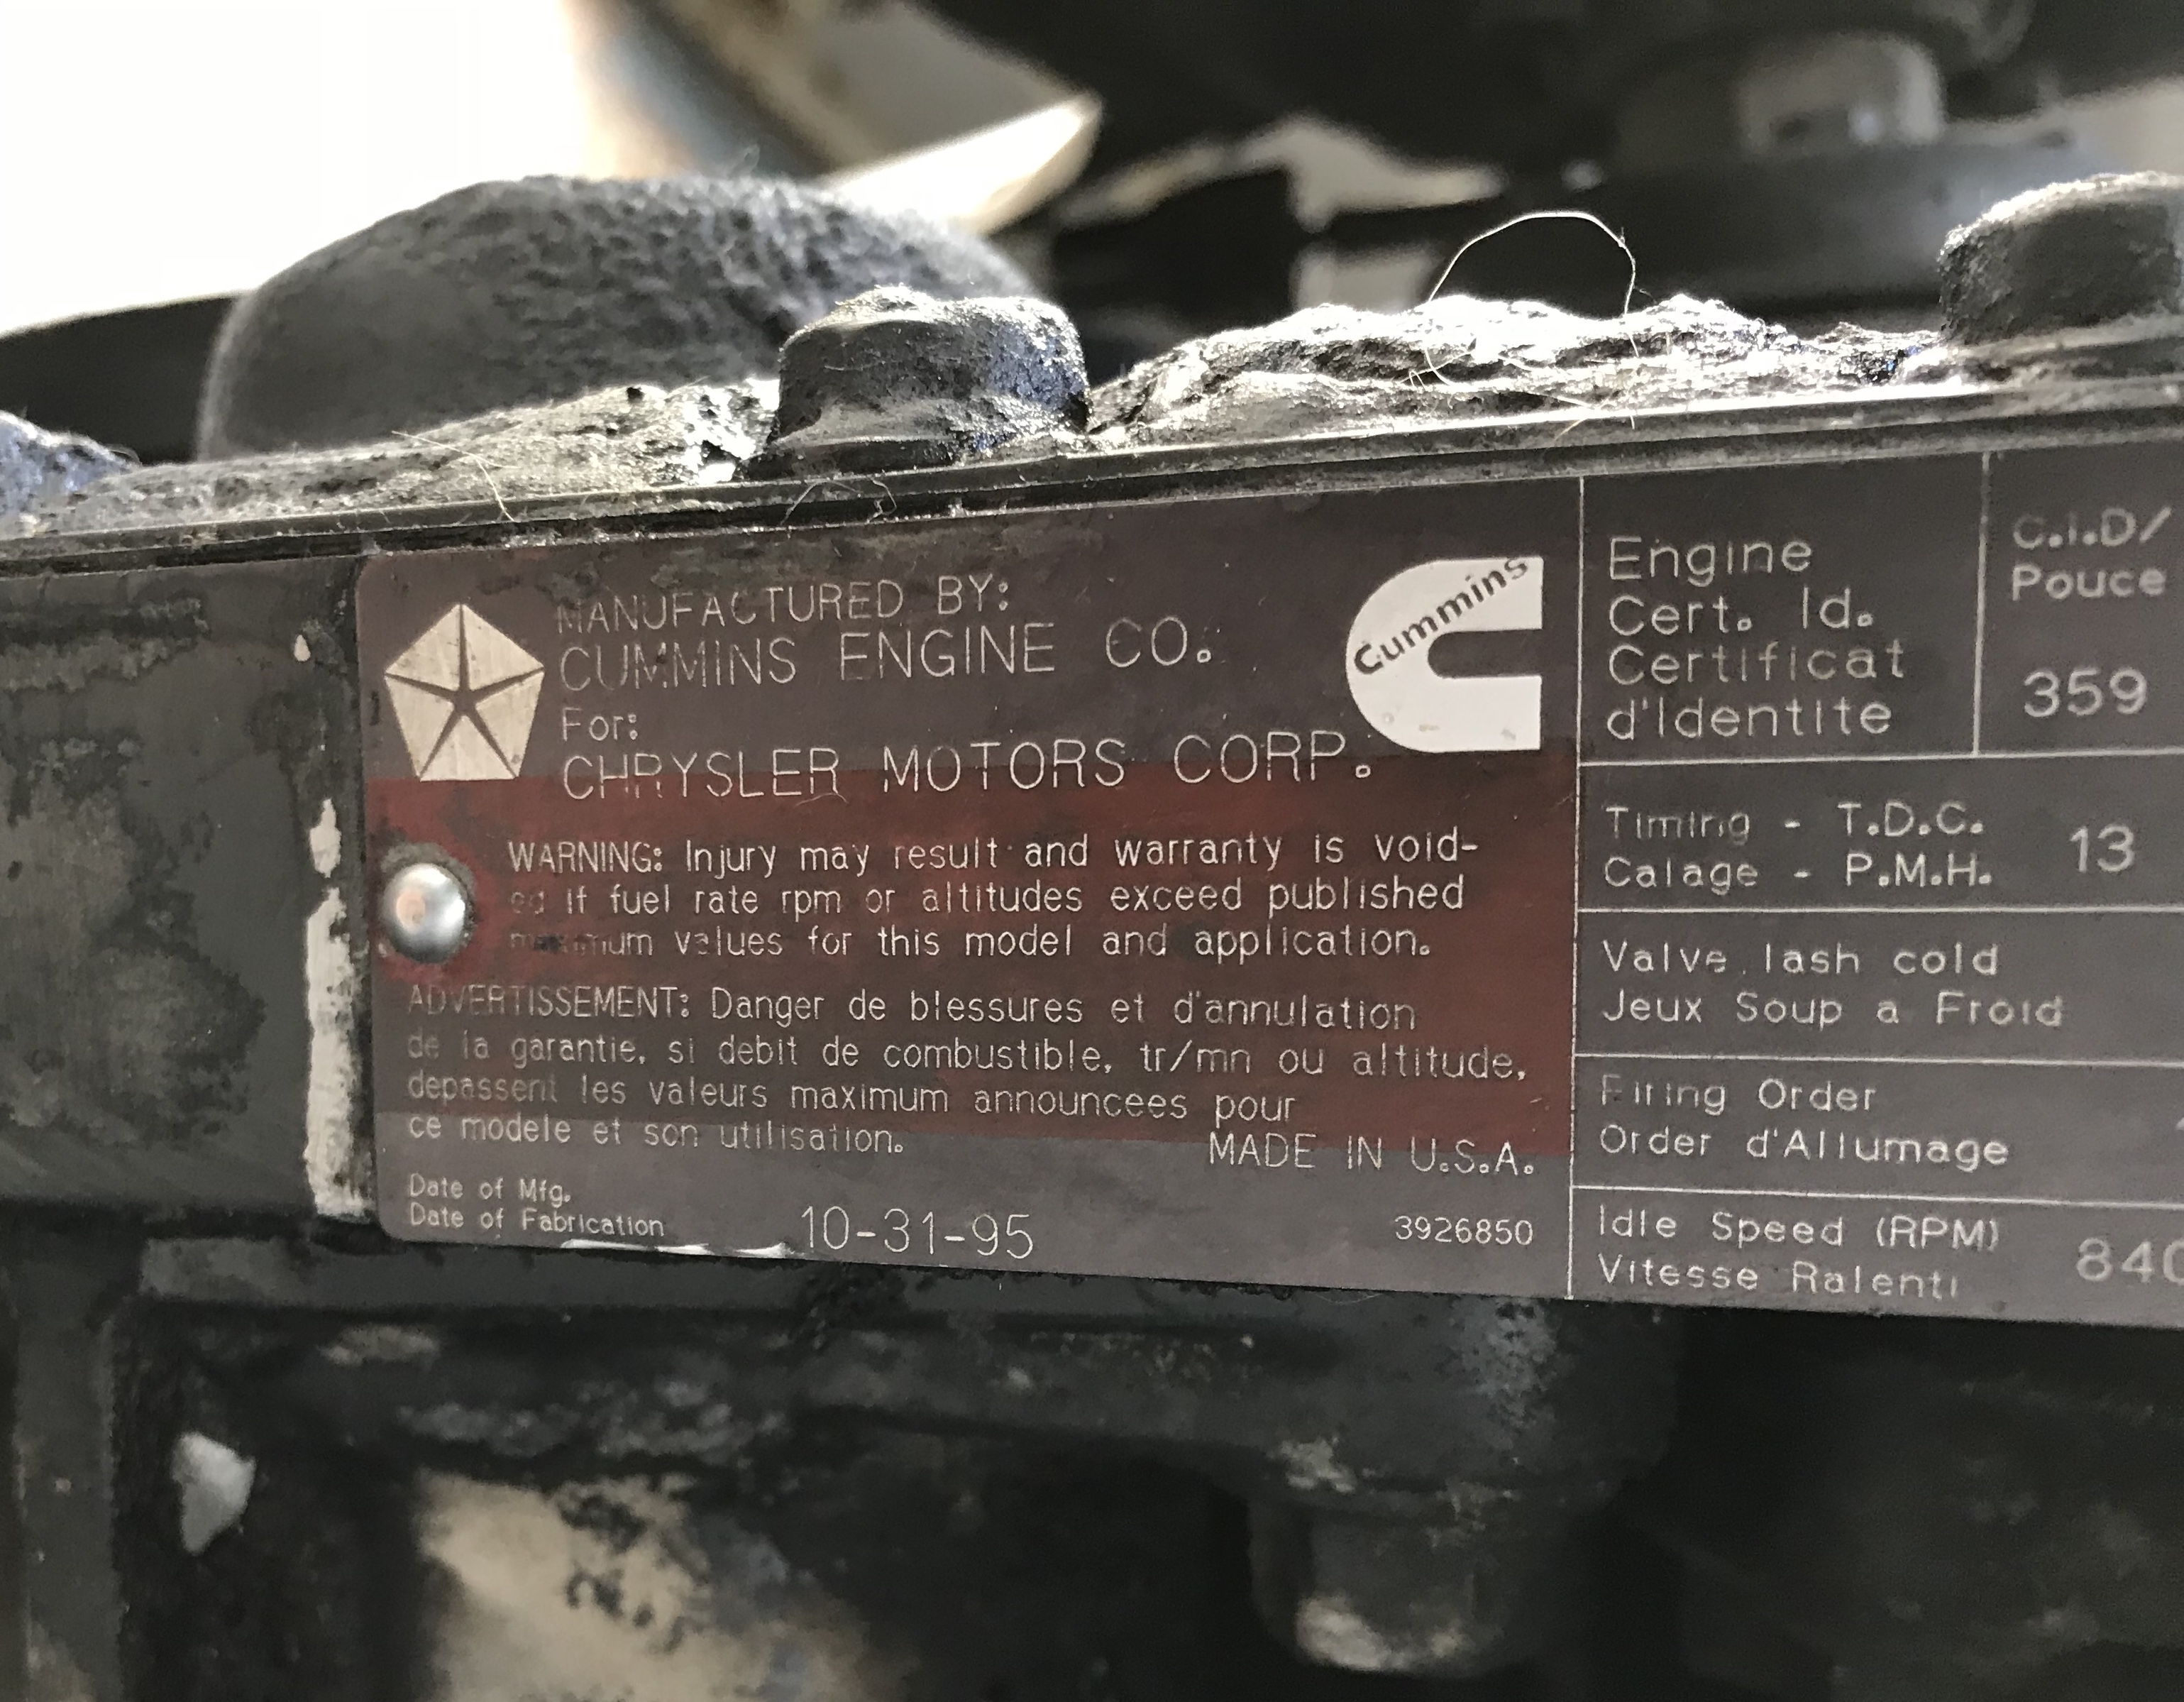 MANUFACTURED BY:
CUMMINS ENGINE CO.
For:
CHRYSLER MOTORS CORP.
Cummins
WARNING: Injury may result and warranty is void-
ed if fuel rate rpm or altitudes exceed published
maximum values for this model and application.
ADVERTISSEMENT: Danger de blessures et d'annulation
de la garantie, si debit de combustible, tr/mn ou altitude,
depassent les valeurs maximum announcees pour
ce modele et son utilisation.
MADE IN U.S.A.
Date of Mfg.
Date of Fabrication
10-31-95
3926850
Engine
Cert. Id.
Certificat
d'Identite
C.I.D/
Pouce
359
Timing - T.D.C.
Calage - P.M.H.
13
Valve lash cold
Jeux Soup a Froid
Firing Order
Order d'Allumage
Idle Speed (RPM)
Vitesse Ralenti
840